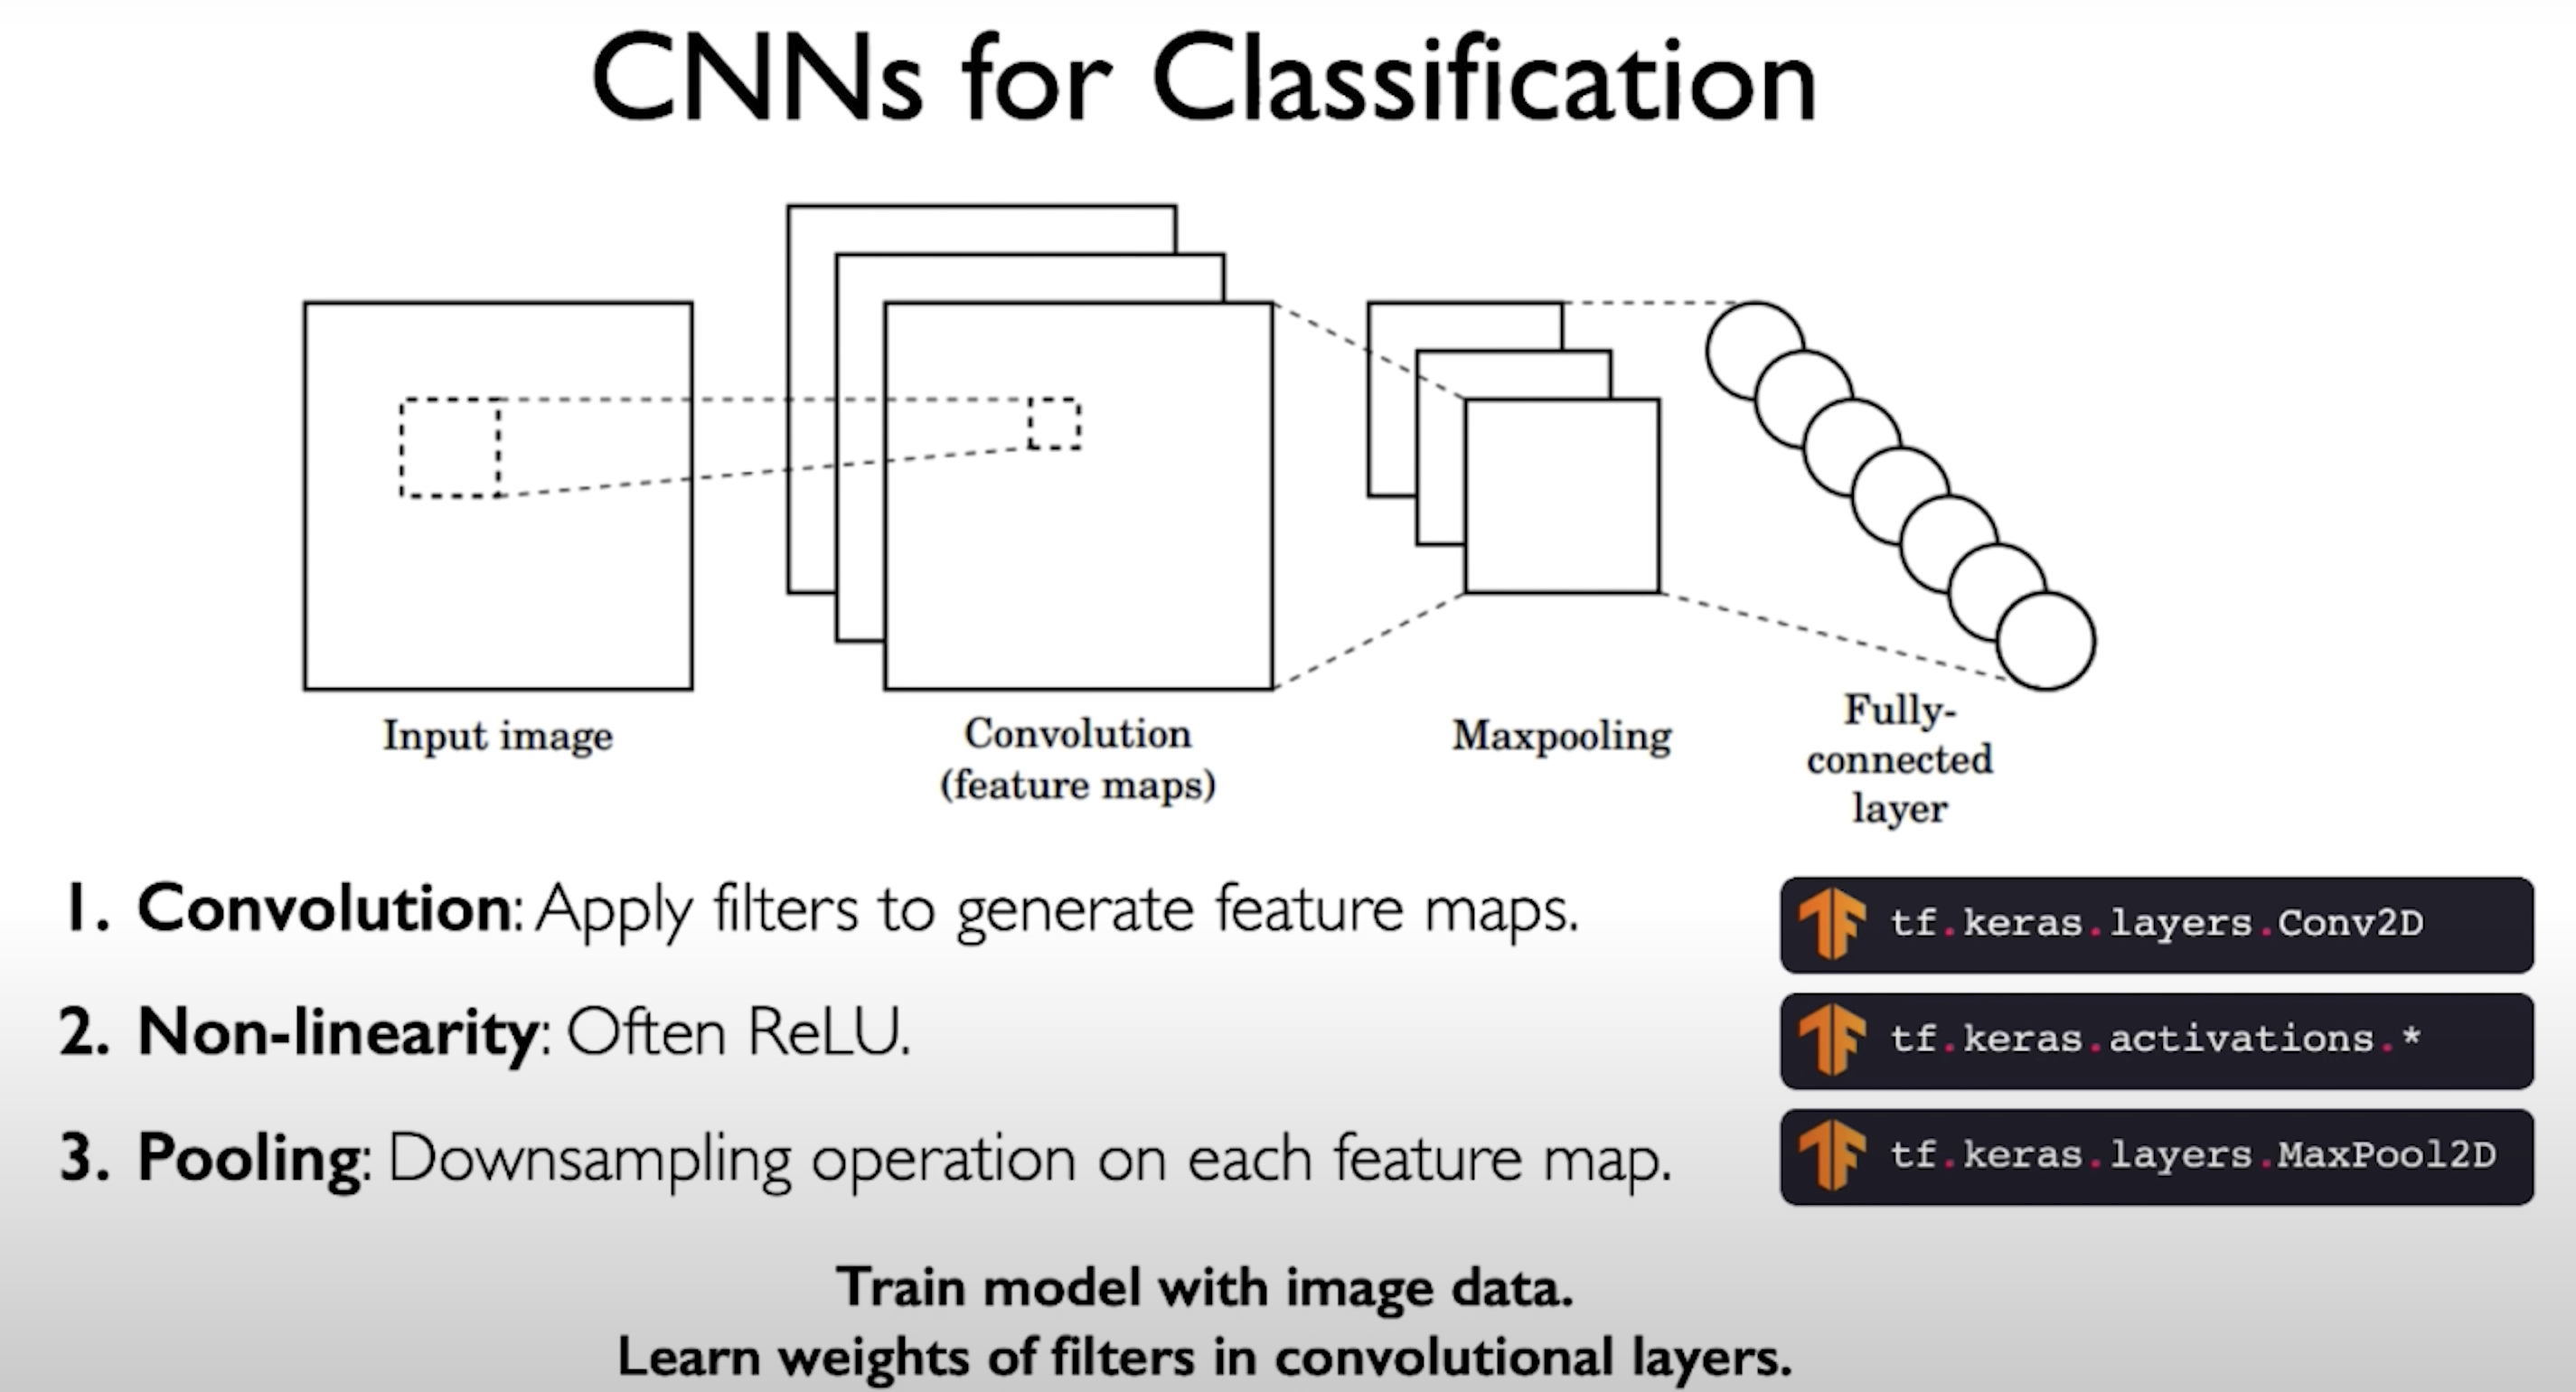 CNNs for Classification
Input image
Convolution
(feature maps)
Maxpooling
Fully-
connected
layer
1. Convolution: Apply filters to generate feature maps.
tf.keras.layers.Conv2D
2. Non-linearity: Often ReLU.
tf.keras.activations.*
3. Pooling: Downsampling operation on each feature map.
tf.keras.layers.MaxPool2D
Train model with image data.
Learn weights of filters in convolutional layers.